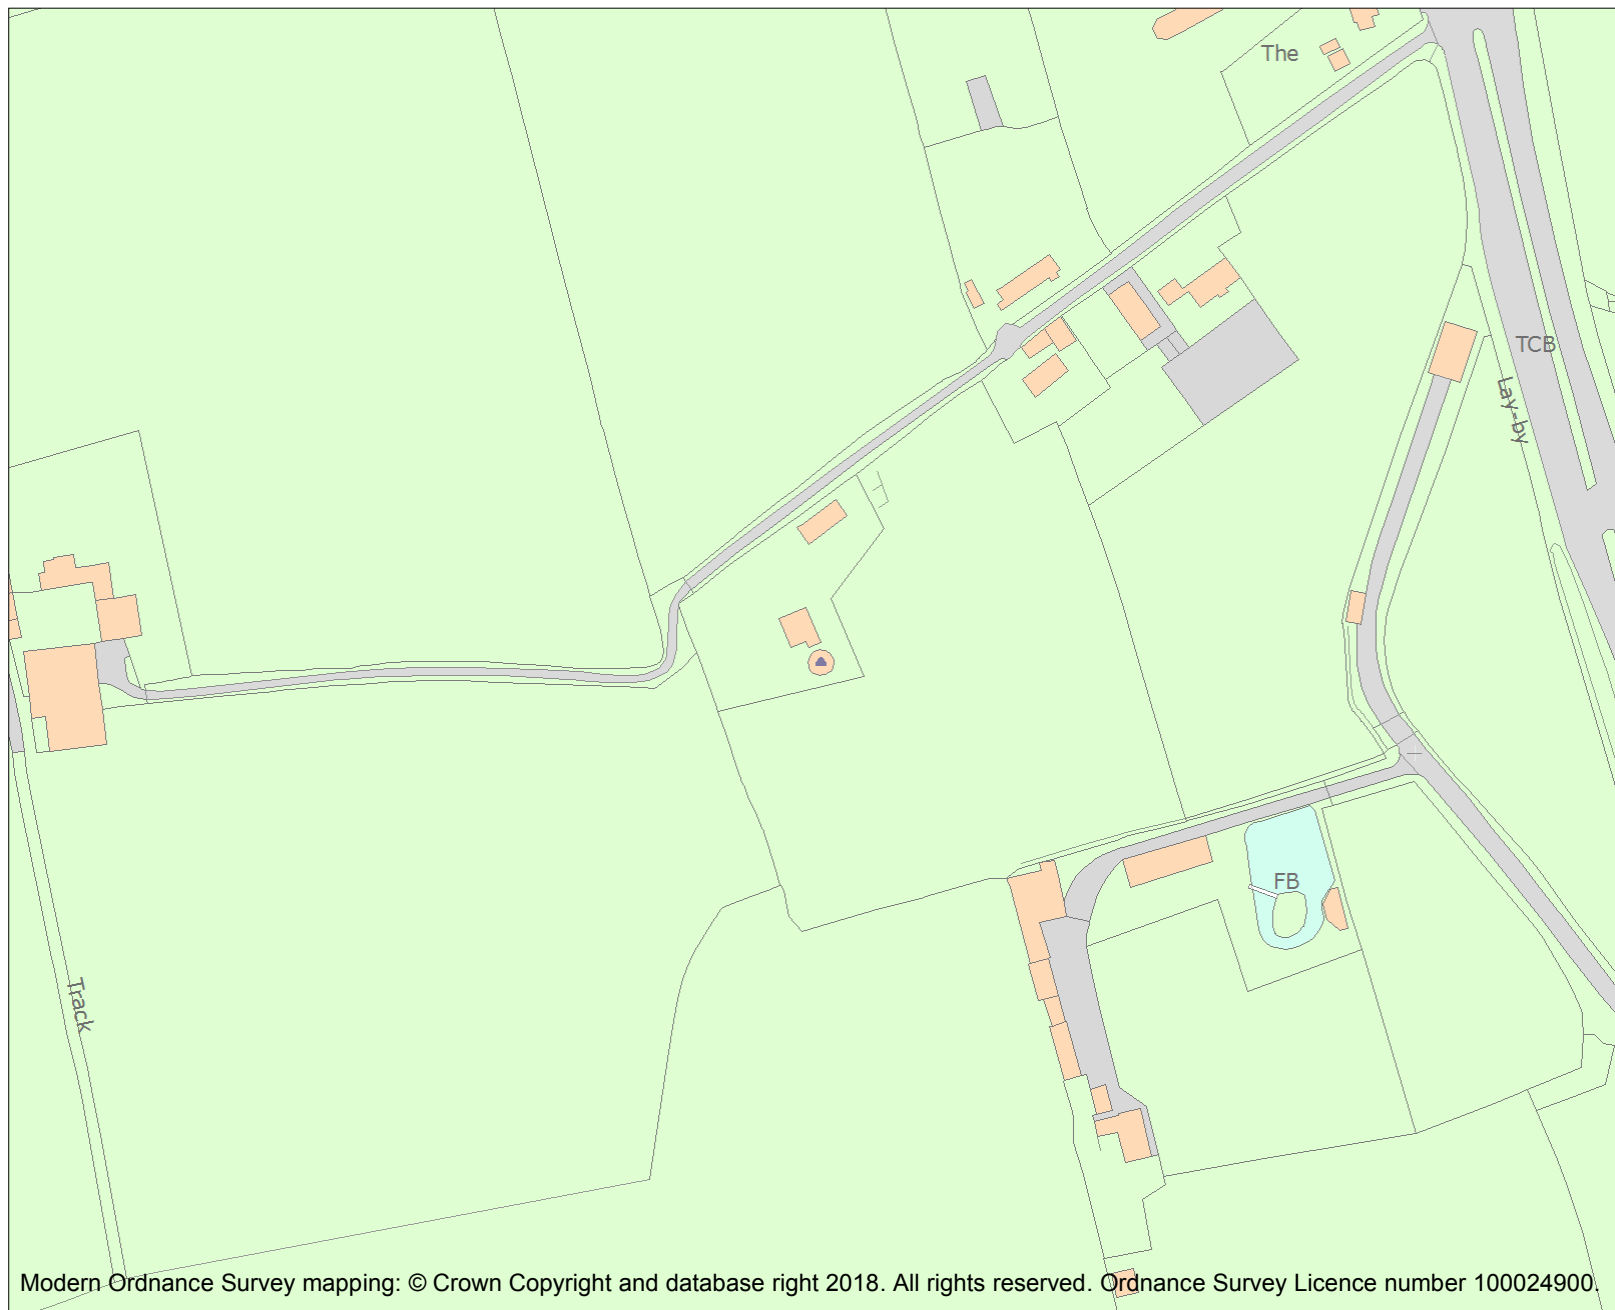 The
TCB
Lay-by
FB
Track
Modern Ordnance Survey mapping: © Crown Copyright and database right 2018. All rights reserved. Ordnance Survey Licence number 100024900.